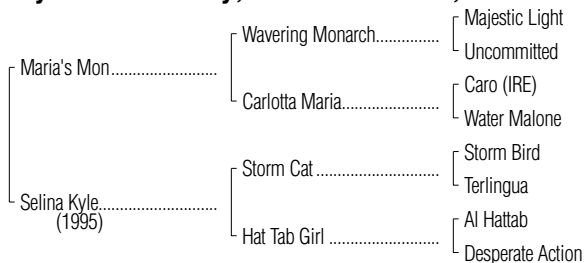 Majestic Light
Wavering Monarch
Uncommitted
Maria's Mon
Caro (IRE)
Carlotta Maria
Water Malone
Storm Bird
Storm Cat
Terlingua
Selina Kyle
(1995)
Al Hattab
Hat Tab Girl
Desperate Action